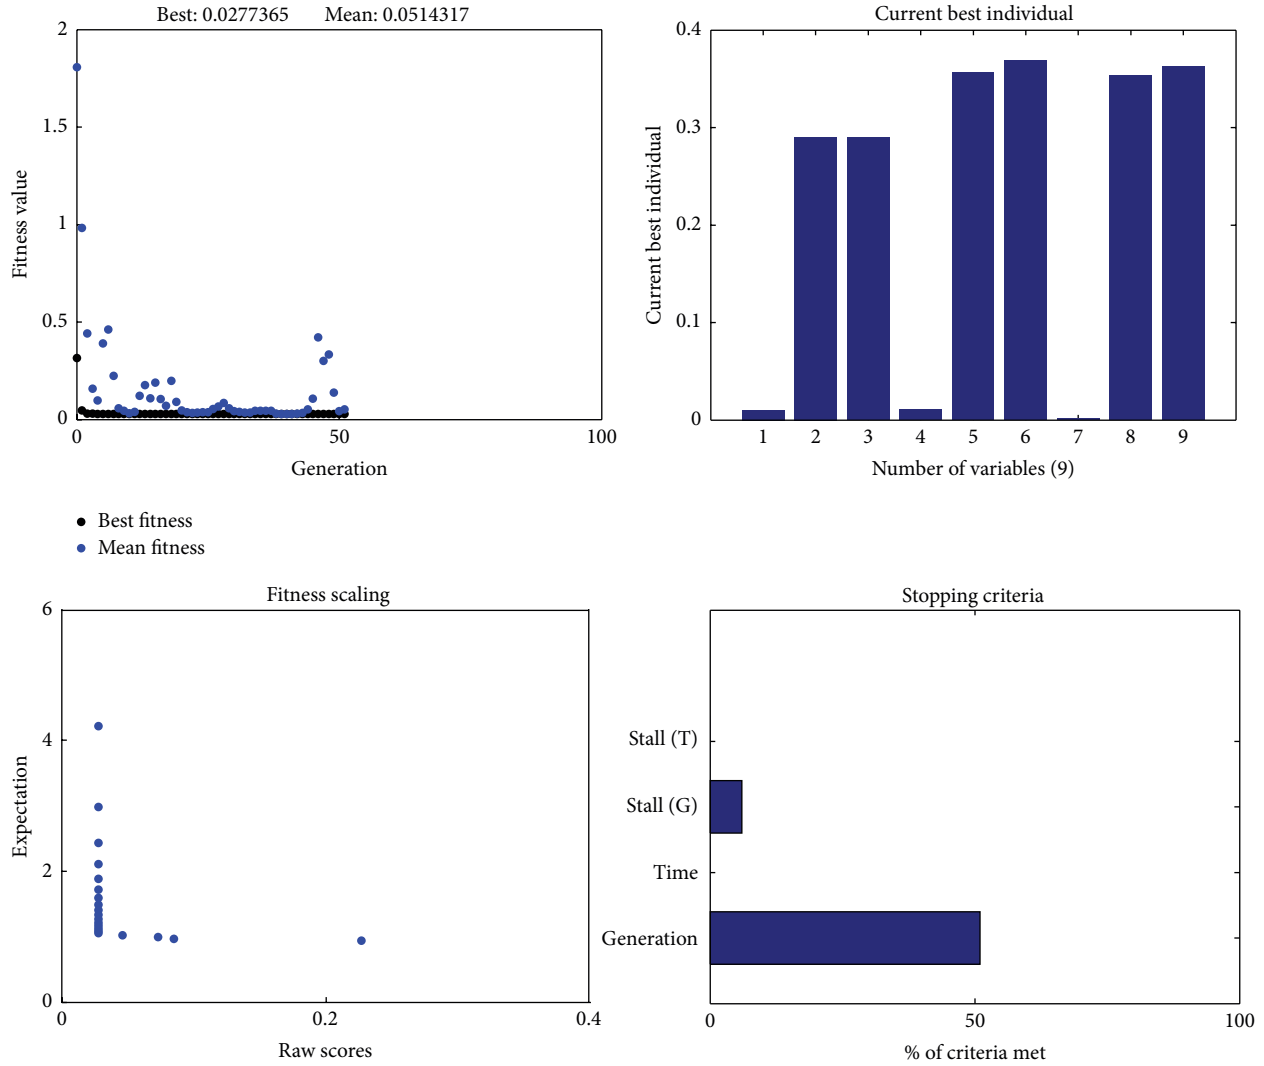 Best: 0.0277365 Mean: 0.0514317
2
1.5
1
0.5
0
Fitness value
0 50 100
Generation
Best fitness
Mean fitness
Current best individual
0.4
0.3
0.2
0.1
0
Current best individual
1 2 3 4 5 6 7 8 9
Number of variables (9)
Fitness scaling
6
4
2
0
Expectation
0 0.2 0.4
Raw scores
Stopping criteria
Stall (T)
Stall (G)
Time
Generation
0 50 100
% of criteria met